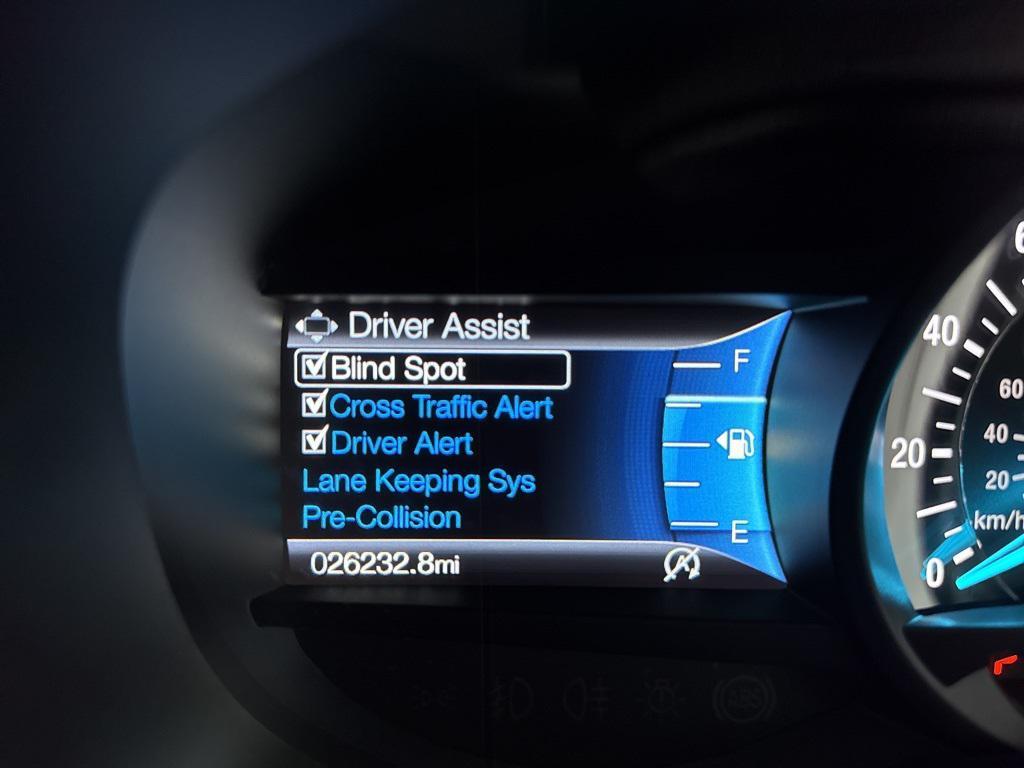 Driver Assist
Blind Spot
Cross Traffic Alert
Driver Alert
Lane Keeping Sys
Pre-Collision
026232.8mi
F
E
A
40
20
0
60
40
20
km/h
ABS